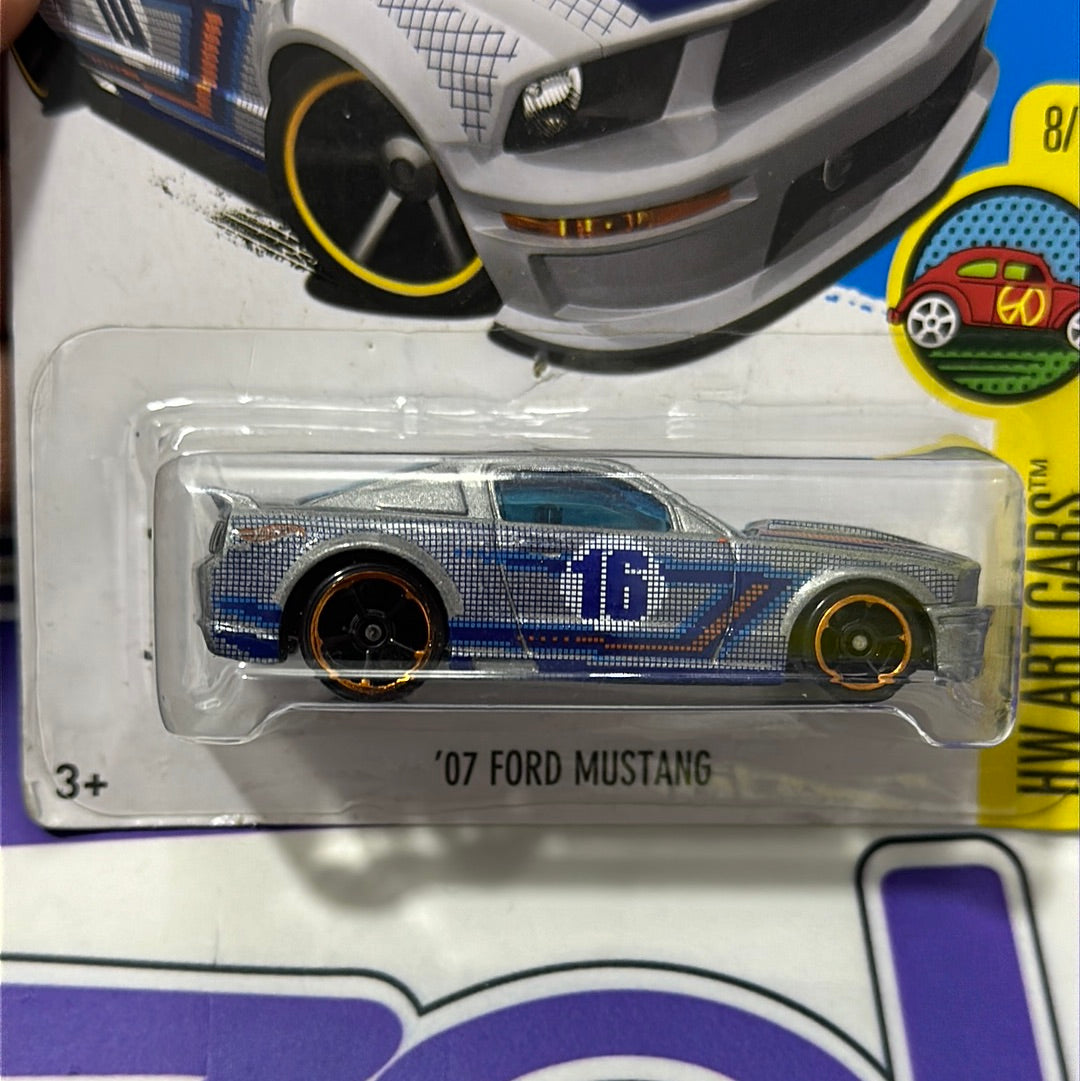 8/
16
'07 FORD MUSTANG
3+
HW ART CARS™